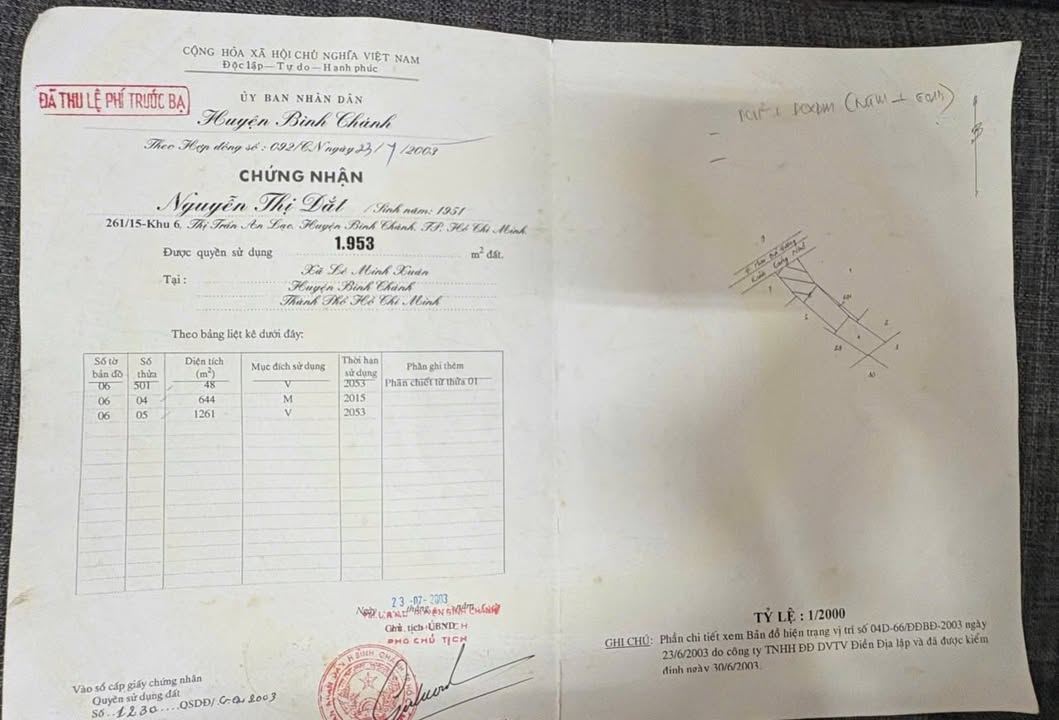 CỘNG HÒA XÃ HỘI CHỦ NGHĨA VIỆT NAM
Độc lập — Tự do — Hạnh phúc
ĐÃ THU LỆ PHÍ TRƯỚC BẠ
ỦY BAN NHÂN DÂN
Huyện Bình Chánh
Theo Hợp đồng số : 092/CN ngày 23/7/2003
CHỨNG NHẬN
Nguyễn Thị Dắt / Sinh năm: 1951
261/15-Khu 6, Thị Trấn An Lạc, Huyện Bình Chánh, TP. Hồ Chí Minh
Được quyền sử dụng 1.953 m² đất.
Tại : Xã Lê Minh Xuân
Huyện Bình Chánh
Thành Phố Hồ Chí Minh
Theo bảng liệt kê dưới đây:
Số tờ bản đồ Số thửa Diện tích (m²) Mục đích sử dụng Thời hạn sử dụng Phần ghi thêm
06 501 48 V 2053 Phân chiết từ thửa 01
06 04 644 M 2015
06 05 1261 V 2053
23-07-2003
Ngày tháng năm
Chủ tịch UBND H
PHÓ CHỦ TỊCH
Vào sổ cấp giấy chứng nhận
Quyền sử dụng đất
Số 1230 QSDĐ/ 2003
B
TỶ LỆ : 1/2000
GHI CHÚ: Phần chi tiết xem Bản đồ hiện trạng vị trí số 04D-66/ĐĐBĐ-2003 ngày
23/6/2003 do công ty TNHH ĐĐ DVTV Điền Địa lập và đã được kiểm
định ngày 30/6/2003.